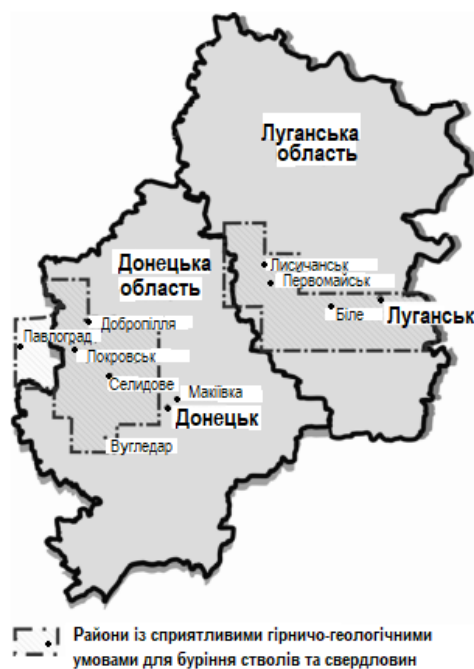 Луганська
область
Лисичанськ
Первомайськ
Біле
Луганськ
Донецька
область
Добропілля
Павлоград
Локровськ
Селидове
Макіївка
Донецьк
Вугледар
Райони із сприятливими гірничо-геологічними
умовами для буріння стволів та свердловин